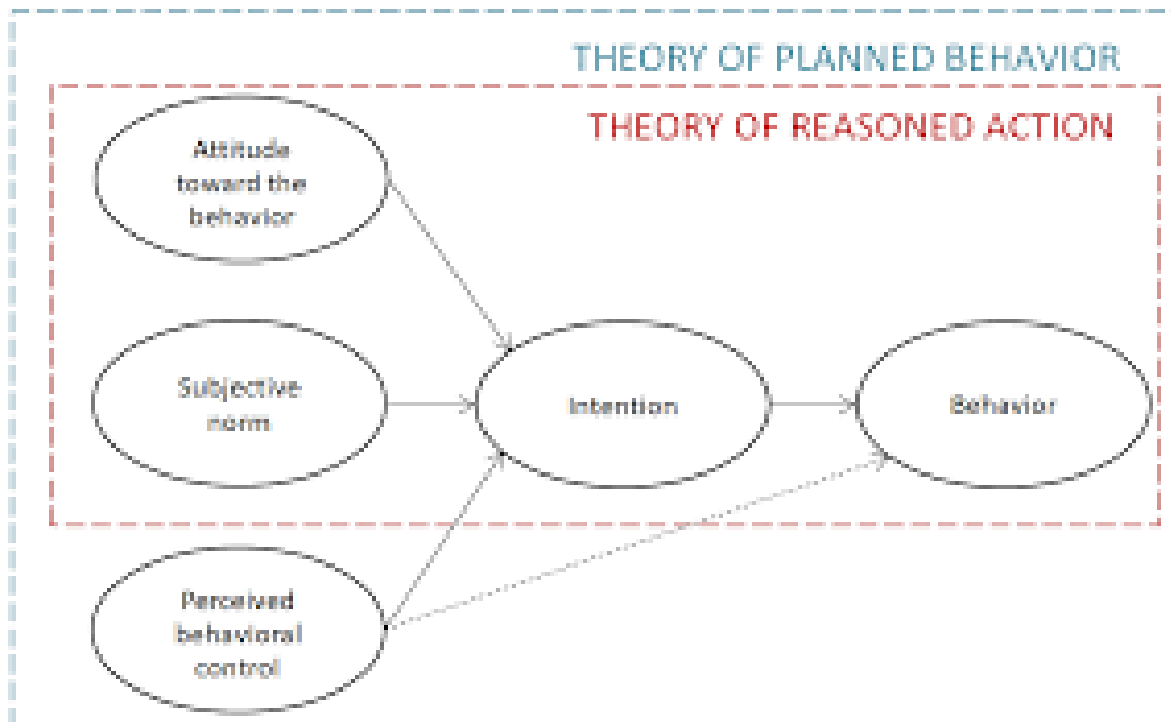 THEORY OF PLANNED BEHAVIOR
THEORY OF REASONED ACTION
Attitude
toward the
behavior
Subjective
norm
Intention
Behavior
Perceived
behavioral
control